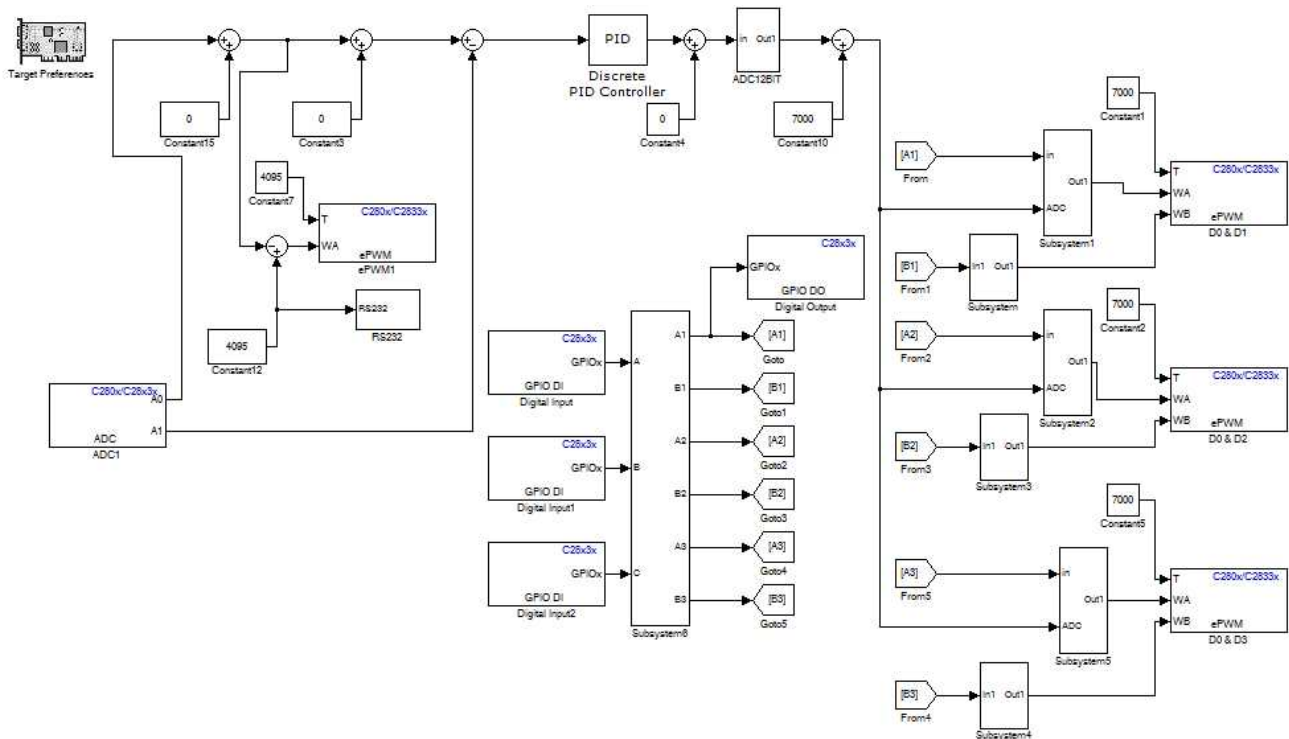 Target Preferences
+
+
0
Constant15
+
+
0
Constant3
+
−
PID
Discrete
PID Controller
+
+
0
Constant4
In Out1
ADC12BIT
−
+
7000
Constant10
4095
Constant7
C280x/C2833x
T
WA
ePWM
ePWM1
−
+
RS232
RS232
4095
Constant12
C280x/C28x3x
A0
A1
ADC
ADC1
C28x3x
GPIOx
GPIO DO
Digital Output
C28x3x
GPIOx
GPIO DI
Digital Input
C28x3x
GPIOx
GPIO DI
Digital Input1
C28x3x
GPIOx
GPIO DI
Digital Input2
A
B
C
A1
B1
A2
B2
A3
B3
Subsystem6
[A1]
Goto
[B1]
Goto1
[A2]
Goto2
[B2]
Goto3
[A3]
Goto4
[B3]
Goto5
7000
Constant1
[A1]
From
In
Out1
ADC
Subsystem1
C280x/C2833x
T
WA
WB
ePWM
D0 & D1
[B1]
From1
In1 Out1
Subsystem
7000
Constant2
[A2]
From2
In
Out1
ADC
Subsystem2
C280x/C2833x
T
WA
WB
ePWM
D0 & D2
[B2]
From3
In1 Out1
Subsystem3
7000
Constant5
[A3]
From5
In
Out1
ADC
Subsystem5
C280x/C2833x
T
WA
WB
ePWM
D0 & D3
[B3]
From4
In1 Out1
Subsystem4